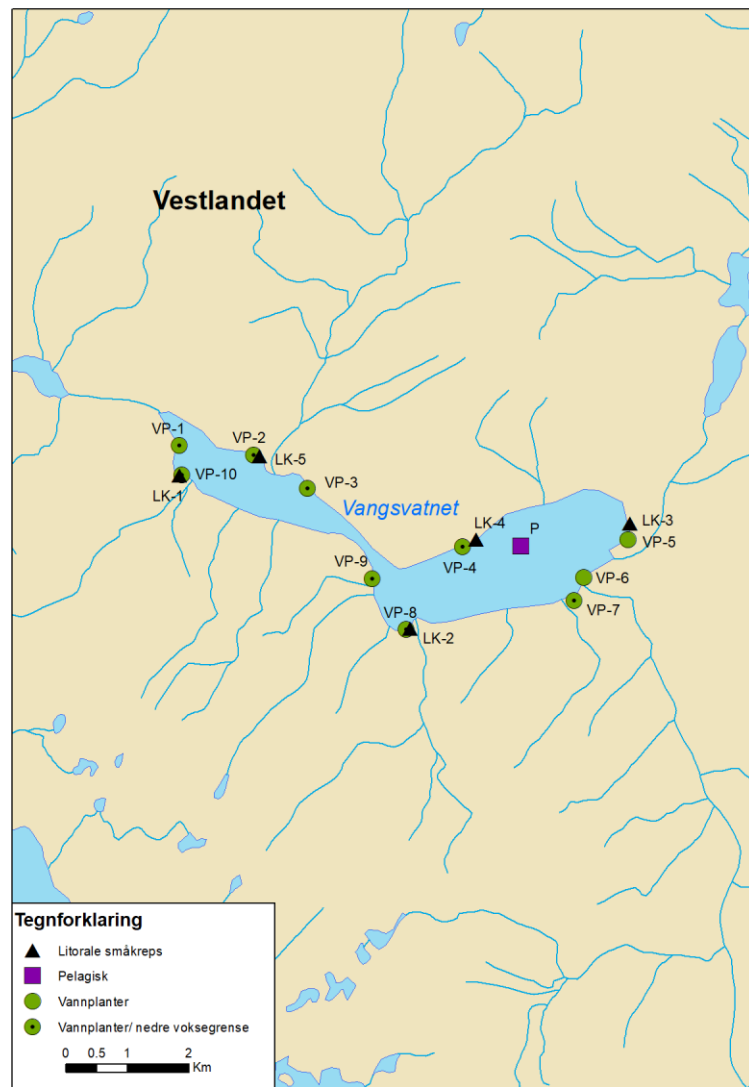 Vestlandet
VP-1
VP-2
LK-5
VP-10
LK-1
VP-3
Vangsvatnet
LK-4
P
LK-3
VP-4
VP-5
VP-9
VP-6
VP-7
VP-8
LK-2
Tegnforklaring
Litorale småkreps
Pelagisk
Vannplanter
Vannplanter/ nedre voksegrense
0 0.5 1 2
Km